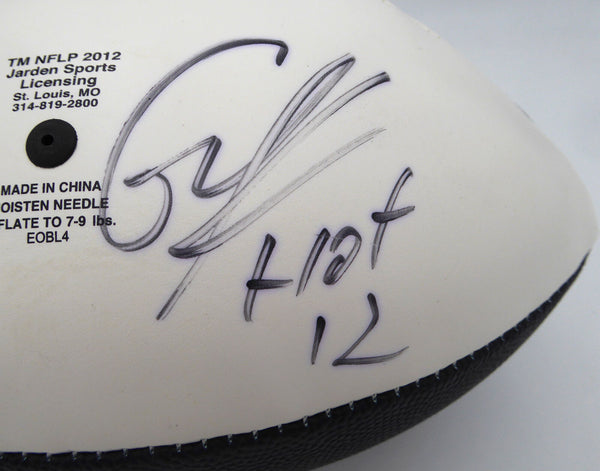 TM NFLP 2012
Jarden Sports
Licensing
St. Louis, MO
314-819-2800
MADE IN CHINA
OISTEN NEEDLE
FLATE TO 7-9 lbs.
EOBL4
12